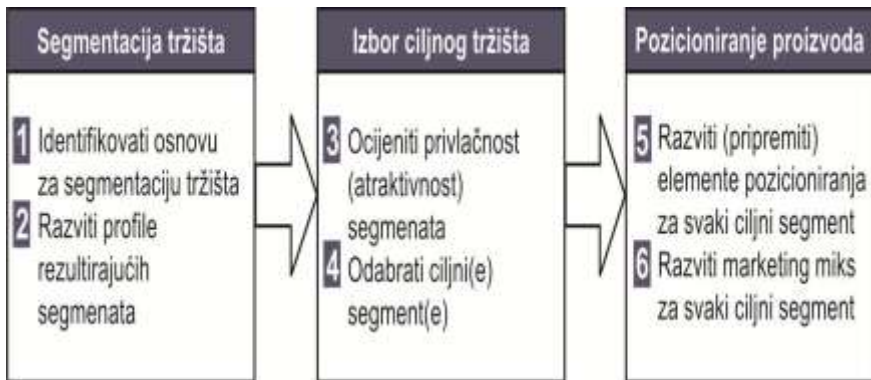 Segmentacija tržišta
1 Identifikovati osnovu
za segmentaciju tržišta
2 Razviti profile
rezultirajućih
segmenata
Izbor ciljnog tržišta
3 Ocijeniti privlačnost
(atraktivnost)
segmenata
4 Odabrati ciljni(e)
segment(e)
Pozicioniranje proizvoda
5 Razviti (pripremiti)
elemente pozicioniranja
za svaki ciljni segment
6 Razviti marketing miks
za svaki ciljni segment